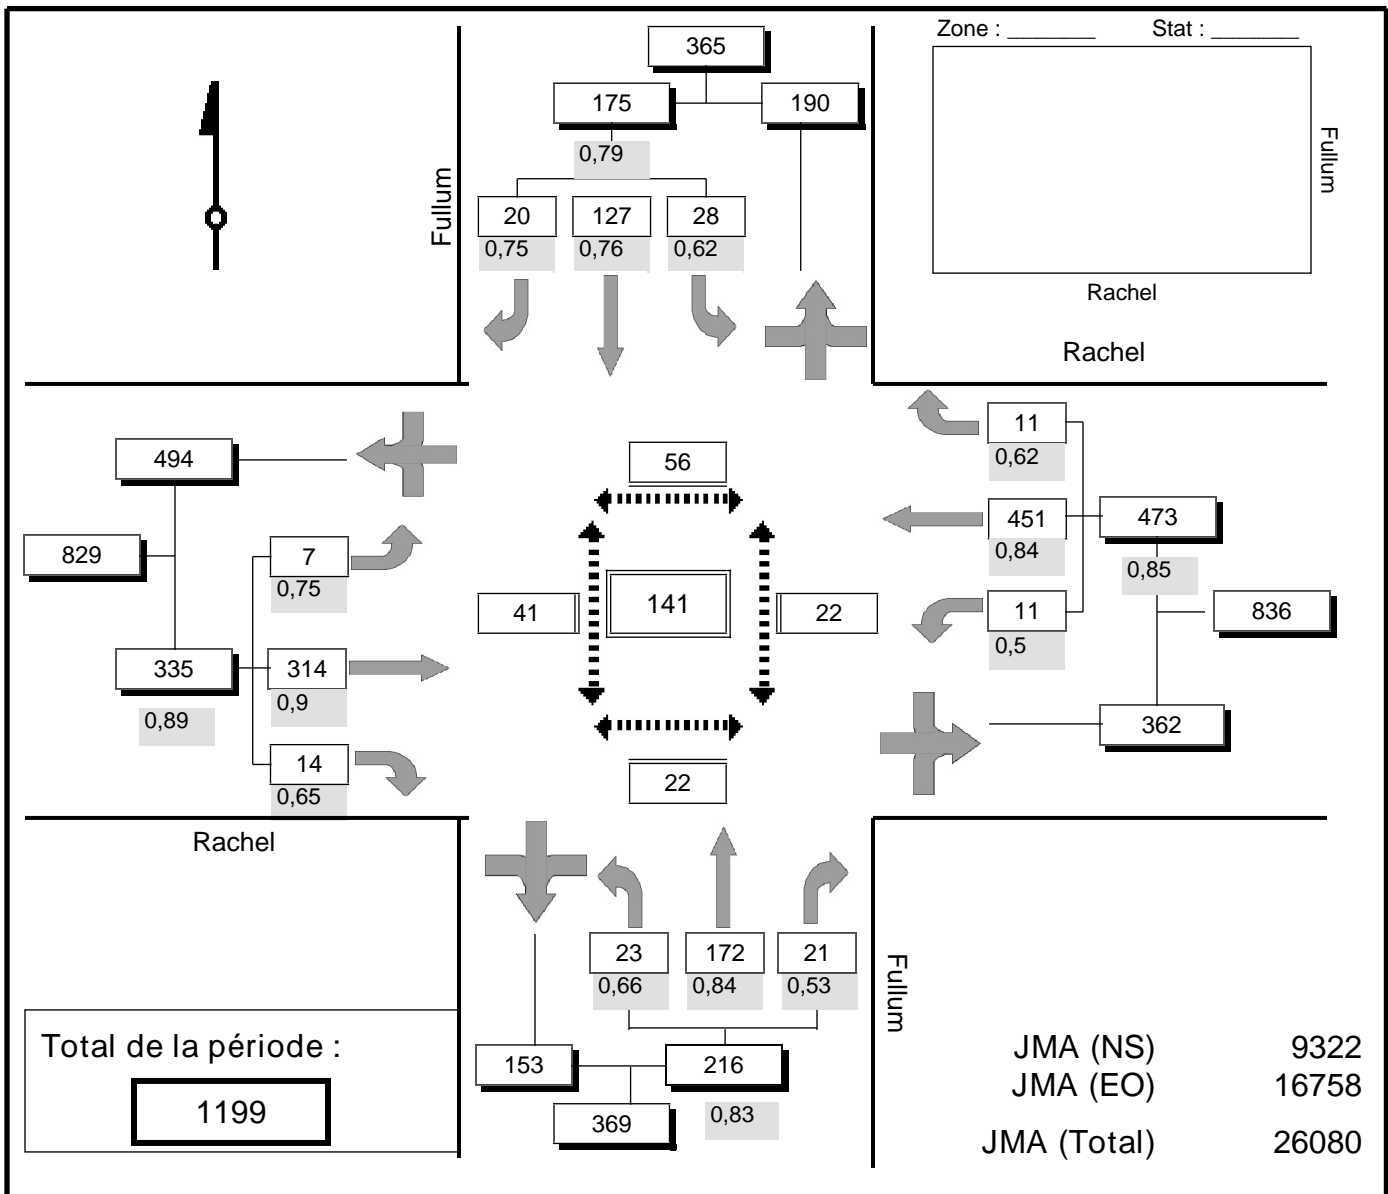 Zone : _______ Stat : _______
365
175
190
0,79
Fullum
Fullum
20 127 28
0,75 0,76 0,62
Rachel
Rachel
11
0,62
494
56
451
0,84
473
0,85
829
7
0,75
41
141
22
11
0,5
836
335
0,89
314
0,9
362
14
0,65
22
Rachel
23 172 21
0,66 0,84 0,53
Fullum
Total de la période :
1199
153
216
0,83
369
JMA (NS) 9322
JMA (EO) 16758
JMA (Total) 26080